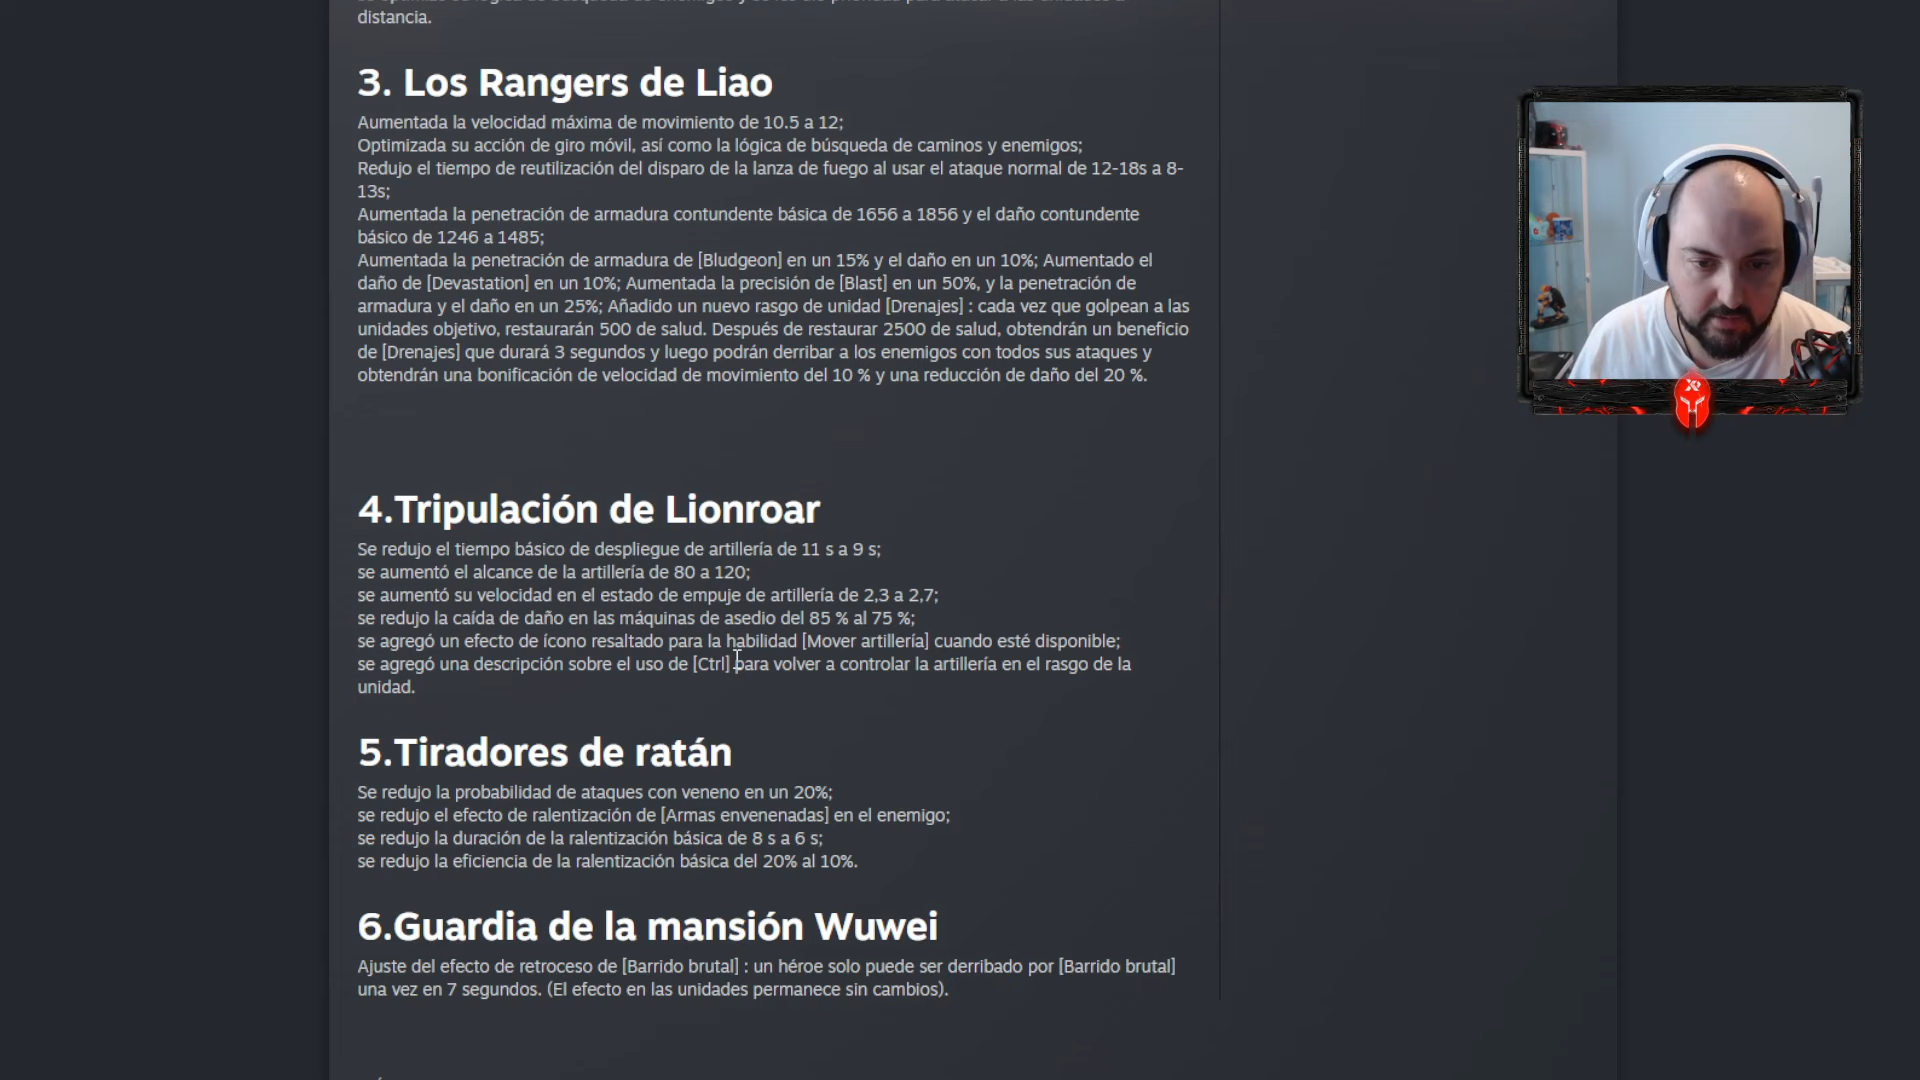 distancia.
3. Los Rangers de Liao
Aumentada la velocidad máxima de movimiento de 10.5 a 12;
Optimizada su acción de giro móvil, así como la lógica de búsqueda de caminos y enemigos;
Redujo el tiempo de reutilización del disparo de la lanza de fuego al usar el ataque normal de 12-18s a 8-
13s;
Aumentada la penetración de armadura contundente básica de 1656 a 1856 y el daño contundente
básico de 1246 a 1485;
Aumentada la penetración de armadura de [Bludgeon] en un 15% y el daño en un 10%; Aumentado el
daño de [Devastation] en un 10%; Aumentada la precisión de [Blast] en un 50%, y la penetración de
armadura y el daño en un 25%; Añadido un nuevo rasgo de unidad [Drenajes] : cada vez que golpean a las
unidades objetivo, restaurarán 500 de salud. Después de restaurar 2500 de salud, obtendrán un beneficio
de [Drenajes] que durará 3 segundos y luego podrán derribar a los enemigos con todos sus ataques y
obtendrán una bonificación de velocidad de movimiento del 10 % y una reducción de daño del 20 %.
4.Tripulación de Lionroar
Se redujo el tiempo básico de despliegue de artillería de 11 s a 9 s;
se aumentó el alcance de la artillería de 80 a 120;
se aumentó su velocidad en el estado de empuje de artillería de 2,3 a 2,7;
se redujo la caída de daño en las máquinas de asedio del 85 % al 75 %;
se agregó un efecto de ícono resaltado para la habilidad [Mover artillería] cuando esté disponible;
se agregó una descripción sobre el uso de [Ctrl] para volver a controlar la artillería en el rasgo de la
unidad.
5.Tiradores de ratán
Se redujo la probabilidad de ataques con veneno en un 20%;
se redujo el efecto de ralentización de [Armas envenenadas] en el enemigo;
se redujo la duración de la ralentización básica de 8 s a 6 s;
se redujo la eficiencia de la ralentización básica del 20% al 10%.
6.Guardia de la mansión Wuwei
Ajuste del efecto de retroceso de [Barrido brutal] : un héroe solo puede ser derribado por [Barrido brutal]
una vez en 7 segundos. (El efecto en las unidades permanece sin cambios).